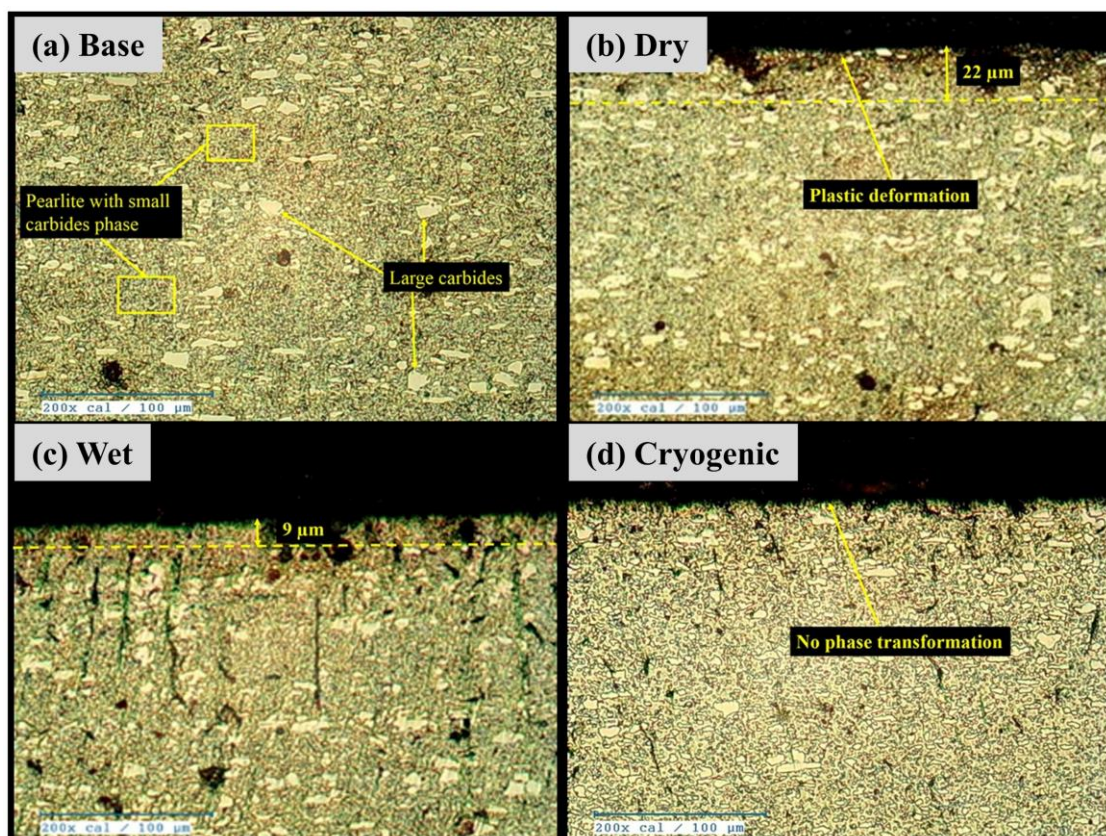 (a) Base
Pearlite with small
carbides phase
Large carbides
200x cal / 100 µm
(b) Dry
22 µm
Plastic deformation
200x cal / 100 µm
(c) Wet
9 µm
200x cal / 100 µm
(d) Cryogenic
No phase transformation
200x cal / 100 µm